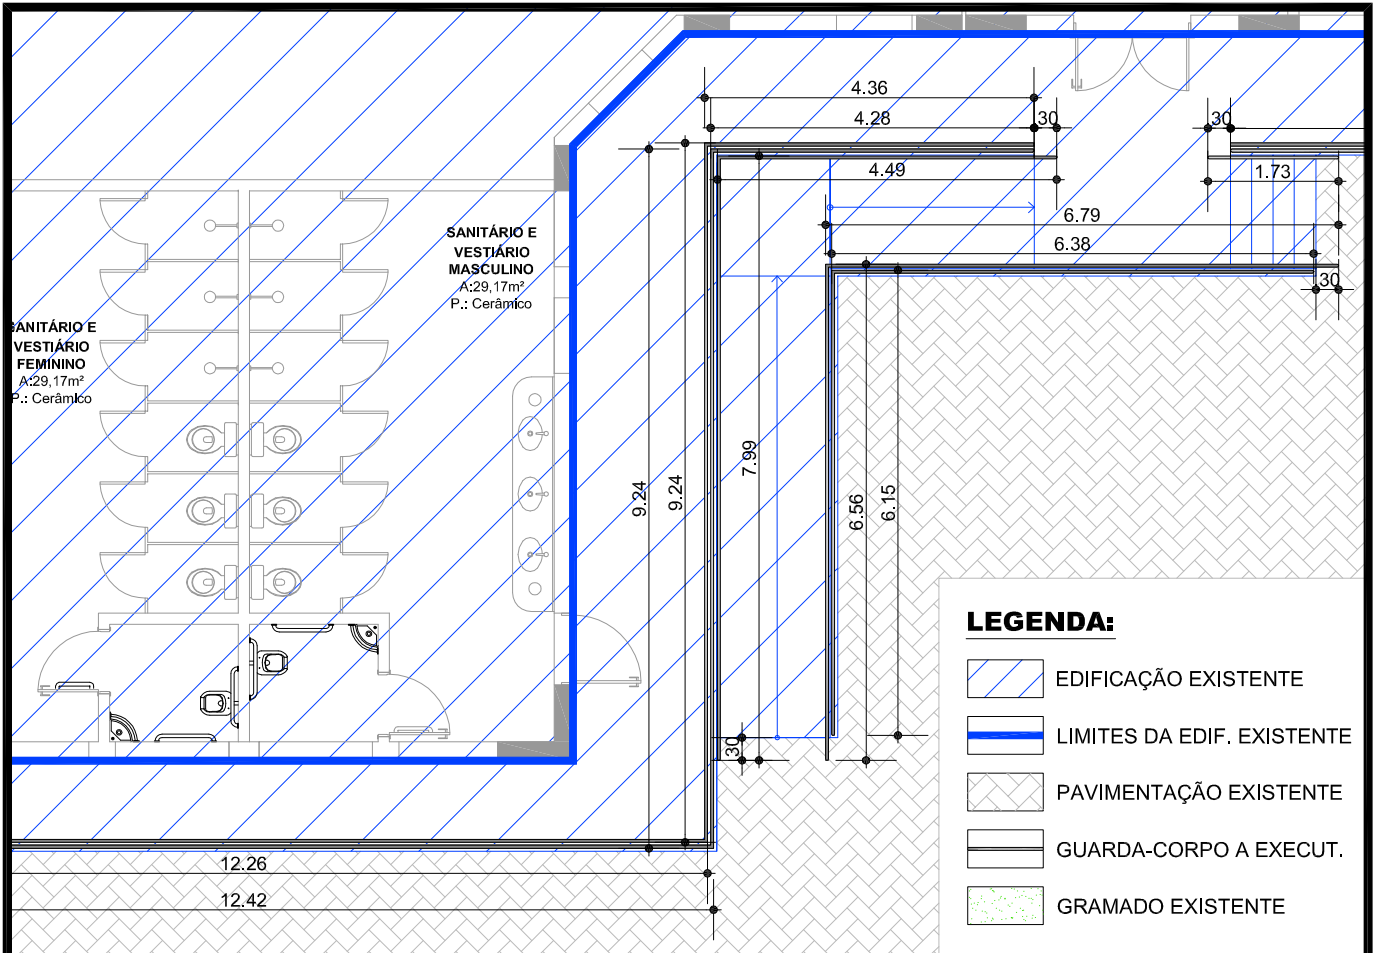 4.36
4.28
30
30
4.49
1.73
6.79
6.38
30
SANITÁRIO E
VESTIÁRIO
MASCULINO
A:29,17m²
P.: Cerâmico
SANITÁRIO E
VESTIÁRIO
FEMININO
A:29,17m²
P.: Cerâmico
9.24
9.24
7.99
6.56
6.15
30
12.26
12.42
LEGENDA:
EDIFICAÇÃO EXISTENTE
LIMITES DA EDIF. EXISTENTE
PAVIMENTAÇÃO EXISTENTE
GUARDA-CORPO A EXECUT.
GRAMADO EXISTENTE